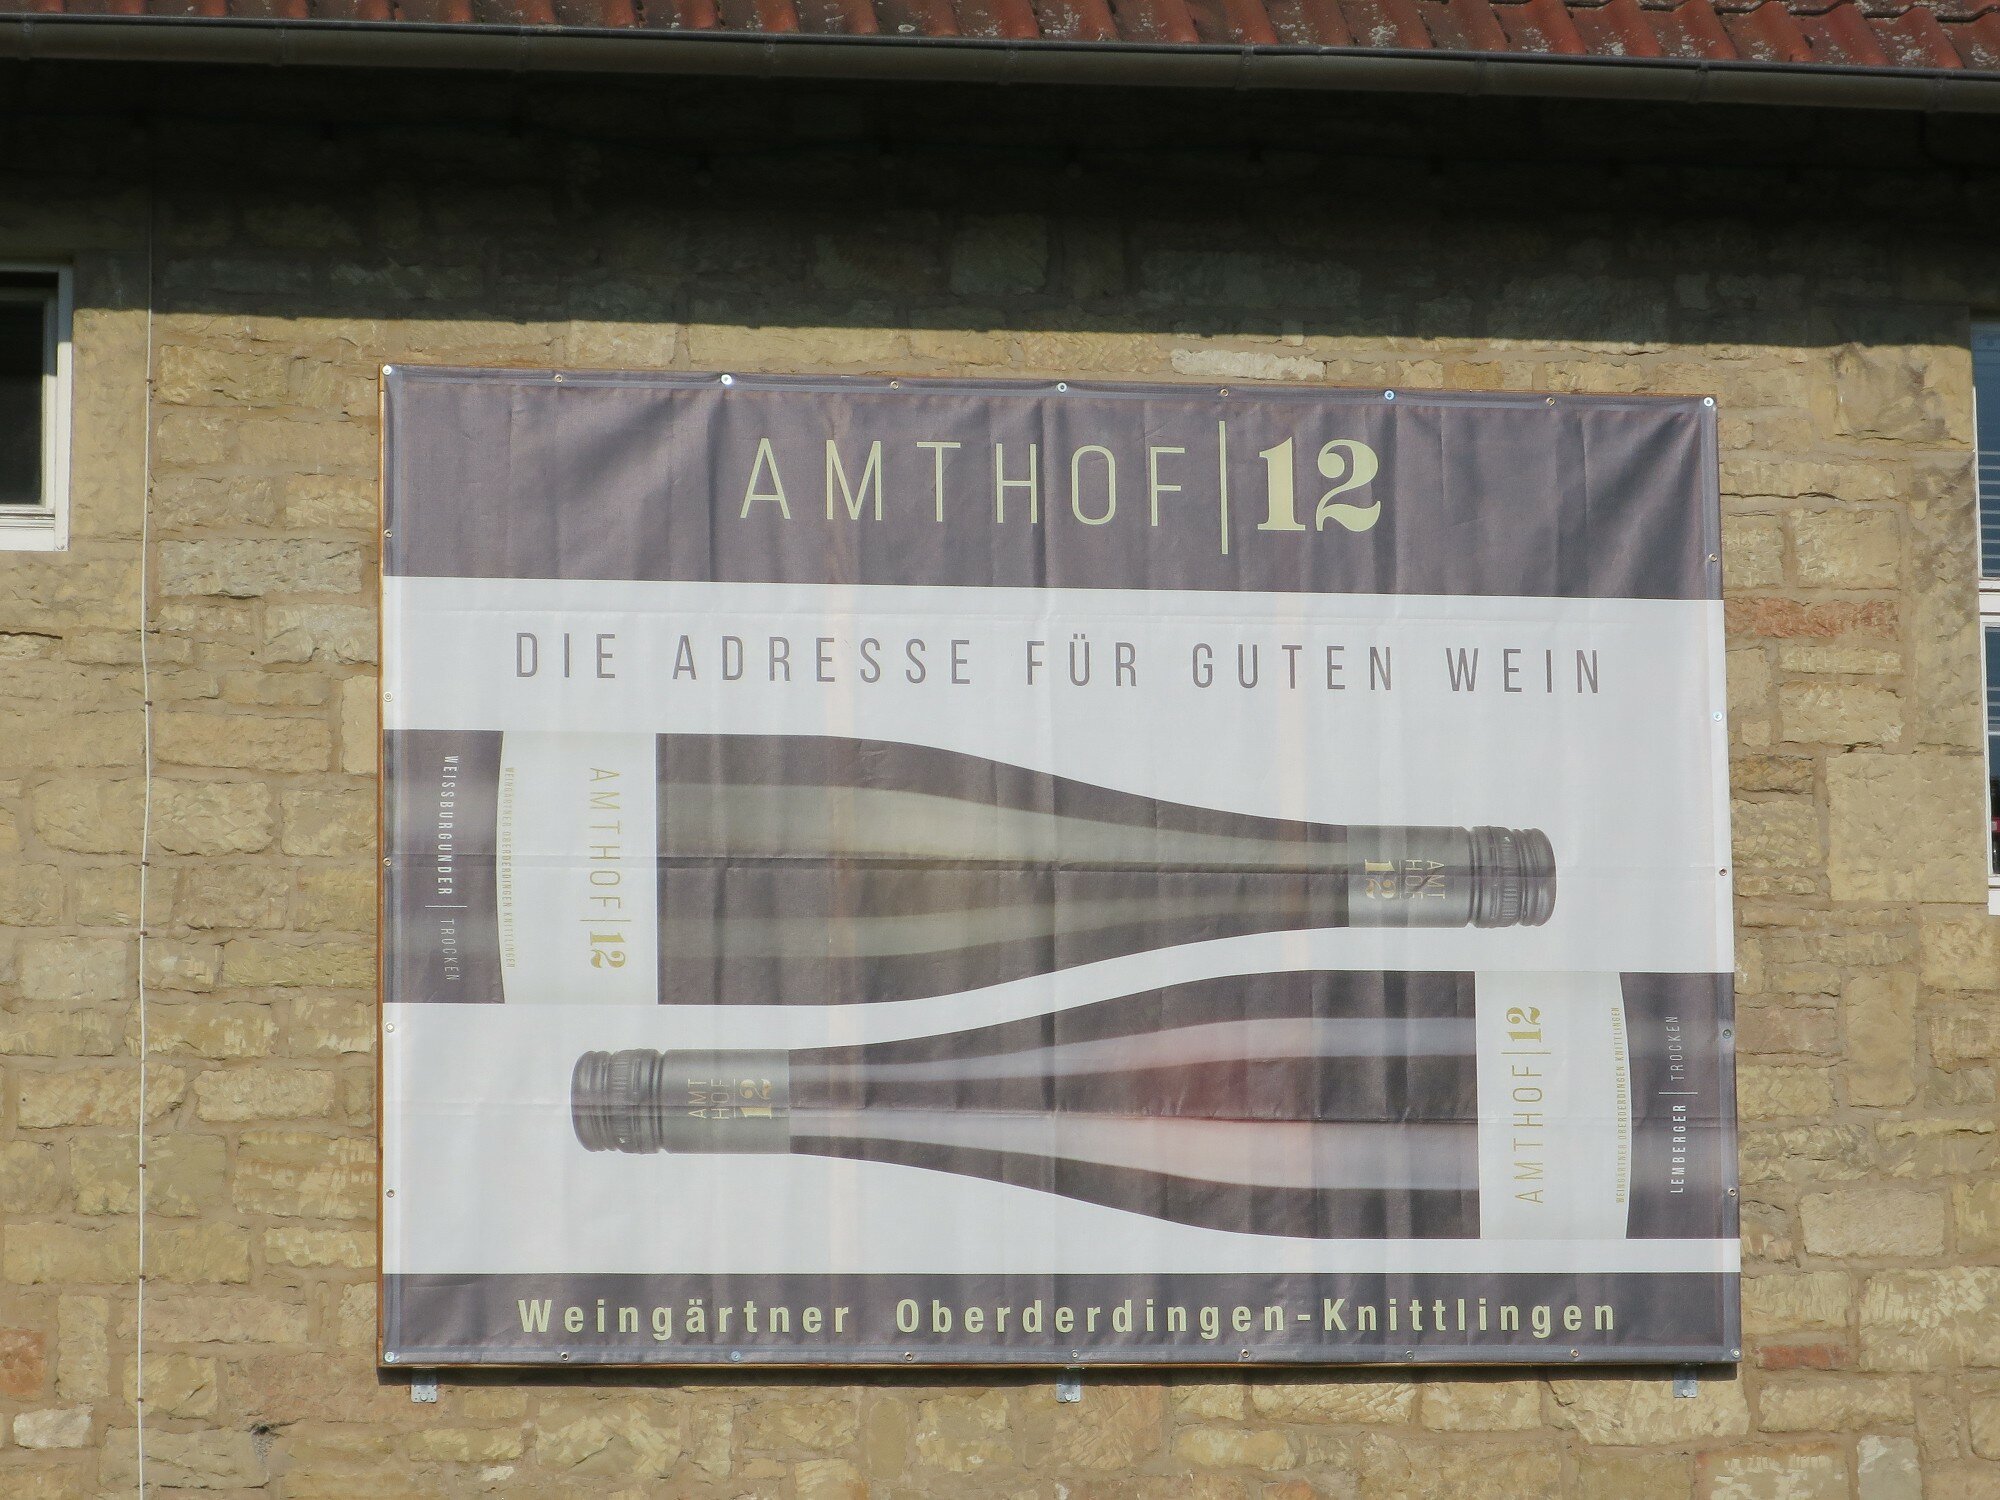 AMTHOF|12
DIE ADRESSE FÜR GUTEN WEIN
WEISSBURGUNDER | TROCKEN
WEINGÄRTNER OBERDERDINGEN KNITTLINGEN
AMTHOF|12
AMT
HOF
12
AMT
HOF
12
AMTHOF|12
WEINGÄRTNER OBERDERDINGEN KNITTLINGEN
LEMBERGER | TROCKEN
Weingärtner Oberderdingen-Knittlingen